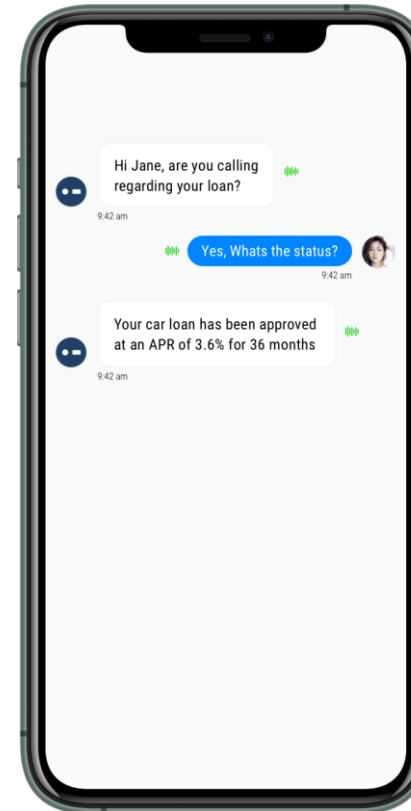 Hi Jane, are you calling
regarding your loan?
9:42 am
Yes, Whats the status?
9:42 am
Your car loan has been approved
at an APR of 3.6% for 36 months
9:42 am